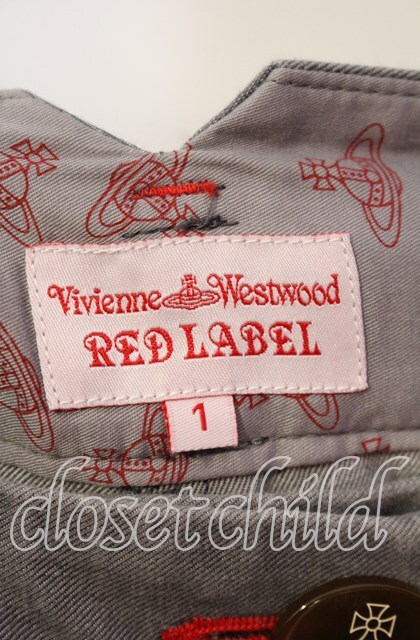 Vivienne Westwood
RED LABEL
1
closet child